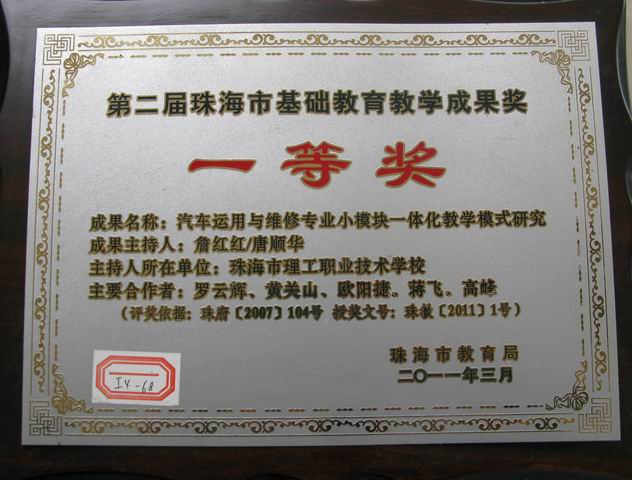 第二届珠海市基础教育教学成果奖
一等奖
成果名称：汽车运用与维修专业小模块一体化教学模式研究
成果主持人：詹红红/唐顺华
主持人所在单位：珠海市理工职业技术学校
主要合作者：罗云辉、黄关山、欧阳捷、蒋飞、高峰
（评奖依据：珠府〔2007〕104号 授奖文号：珠教〔2011〕1号）
珠海市教育局
二〇一一年三月
I4-68